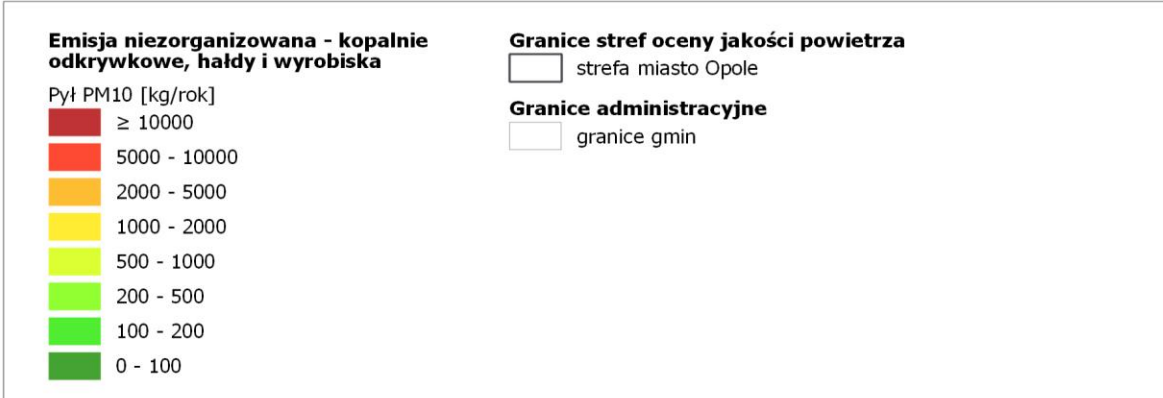 Emisja niezorganizowana - kopalnie
odkrywkowe, hałdy i wyrobiska
Pył PM10 [kg/rok]
≥ 10000
5000 - 10000
2000 - 5000
1000 - 2000
500 - 1000
200 - 500
100 - 200
0 - 100
Granice stref oceny jakości powietrza
strefa miasto Opole
Granice administracyjne
granice gmin